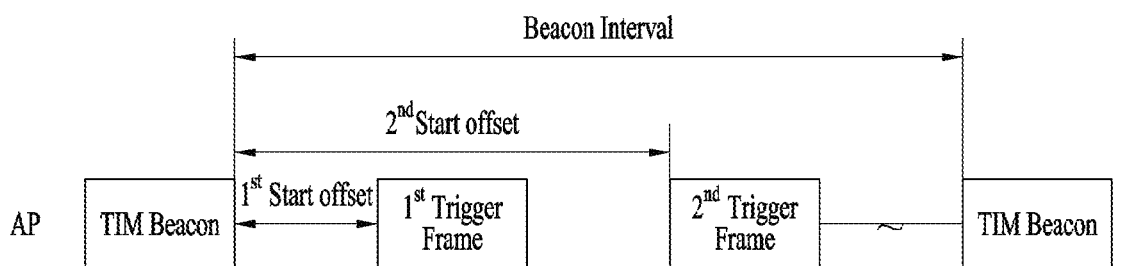 Beacon Interval
2nd Start offset
1st Start offset
AP
TIM Beacon
1st Trigger
Frame
2nd Trigger
Frame
TIM Beacon